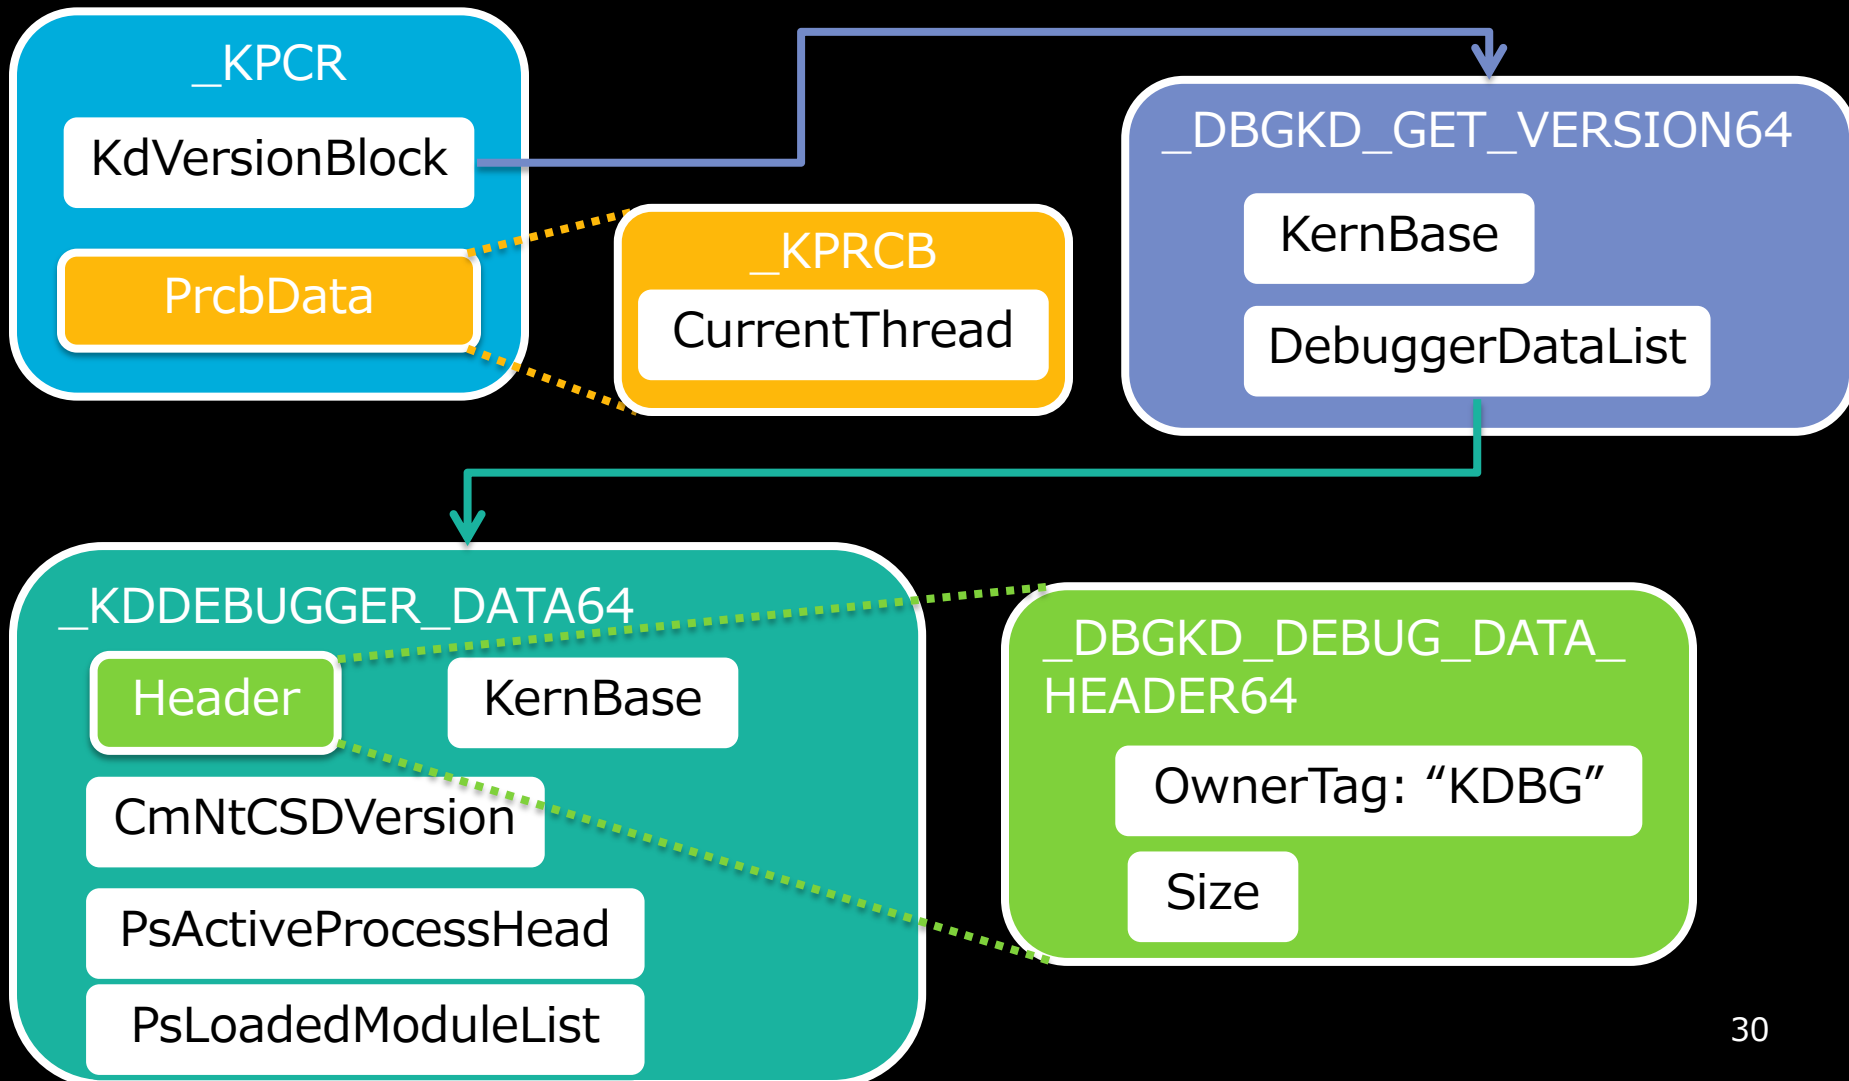 _KPCR
KdVersionBlock
PrcbData
_KPRCB
CurrentThread
_DBGKD_GET_VERSION64
KernBase
DebuggerDataList
_KDDEBUGGER_DATA64
Header
KernBase
CmNtCSDVersion
PsActiveProcessHead
PsLoadedModuleList
_DBGKD_DEBUG_DATA_
HEADER64
OwnerTag: “KDBG”
Size
30